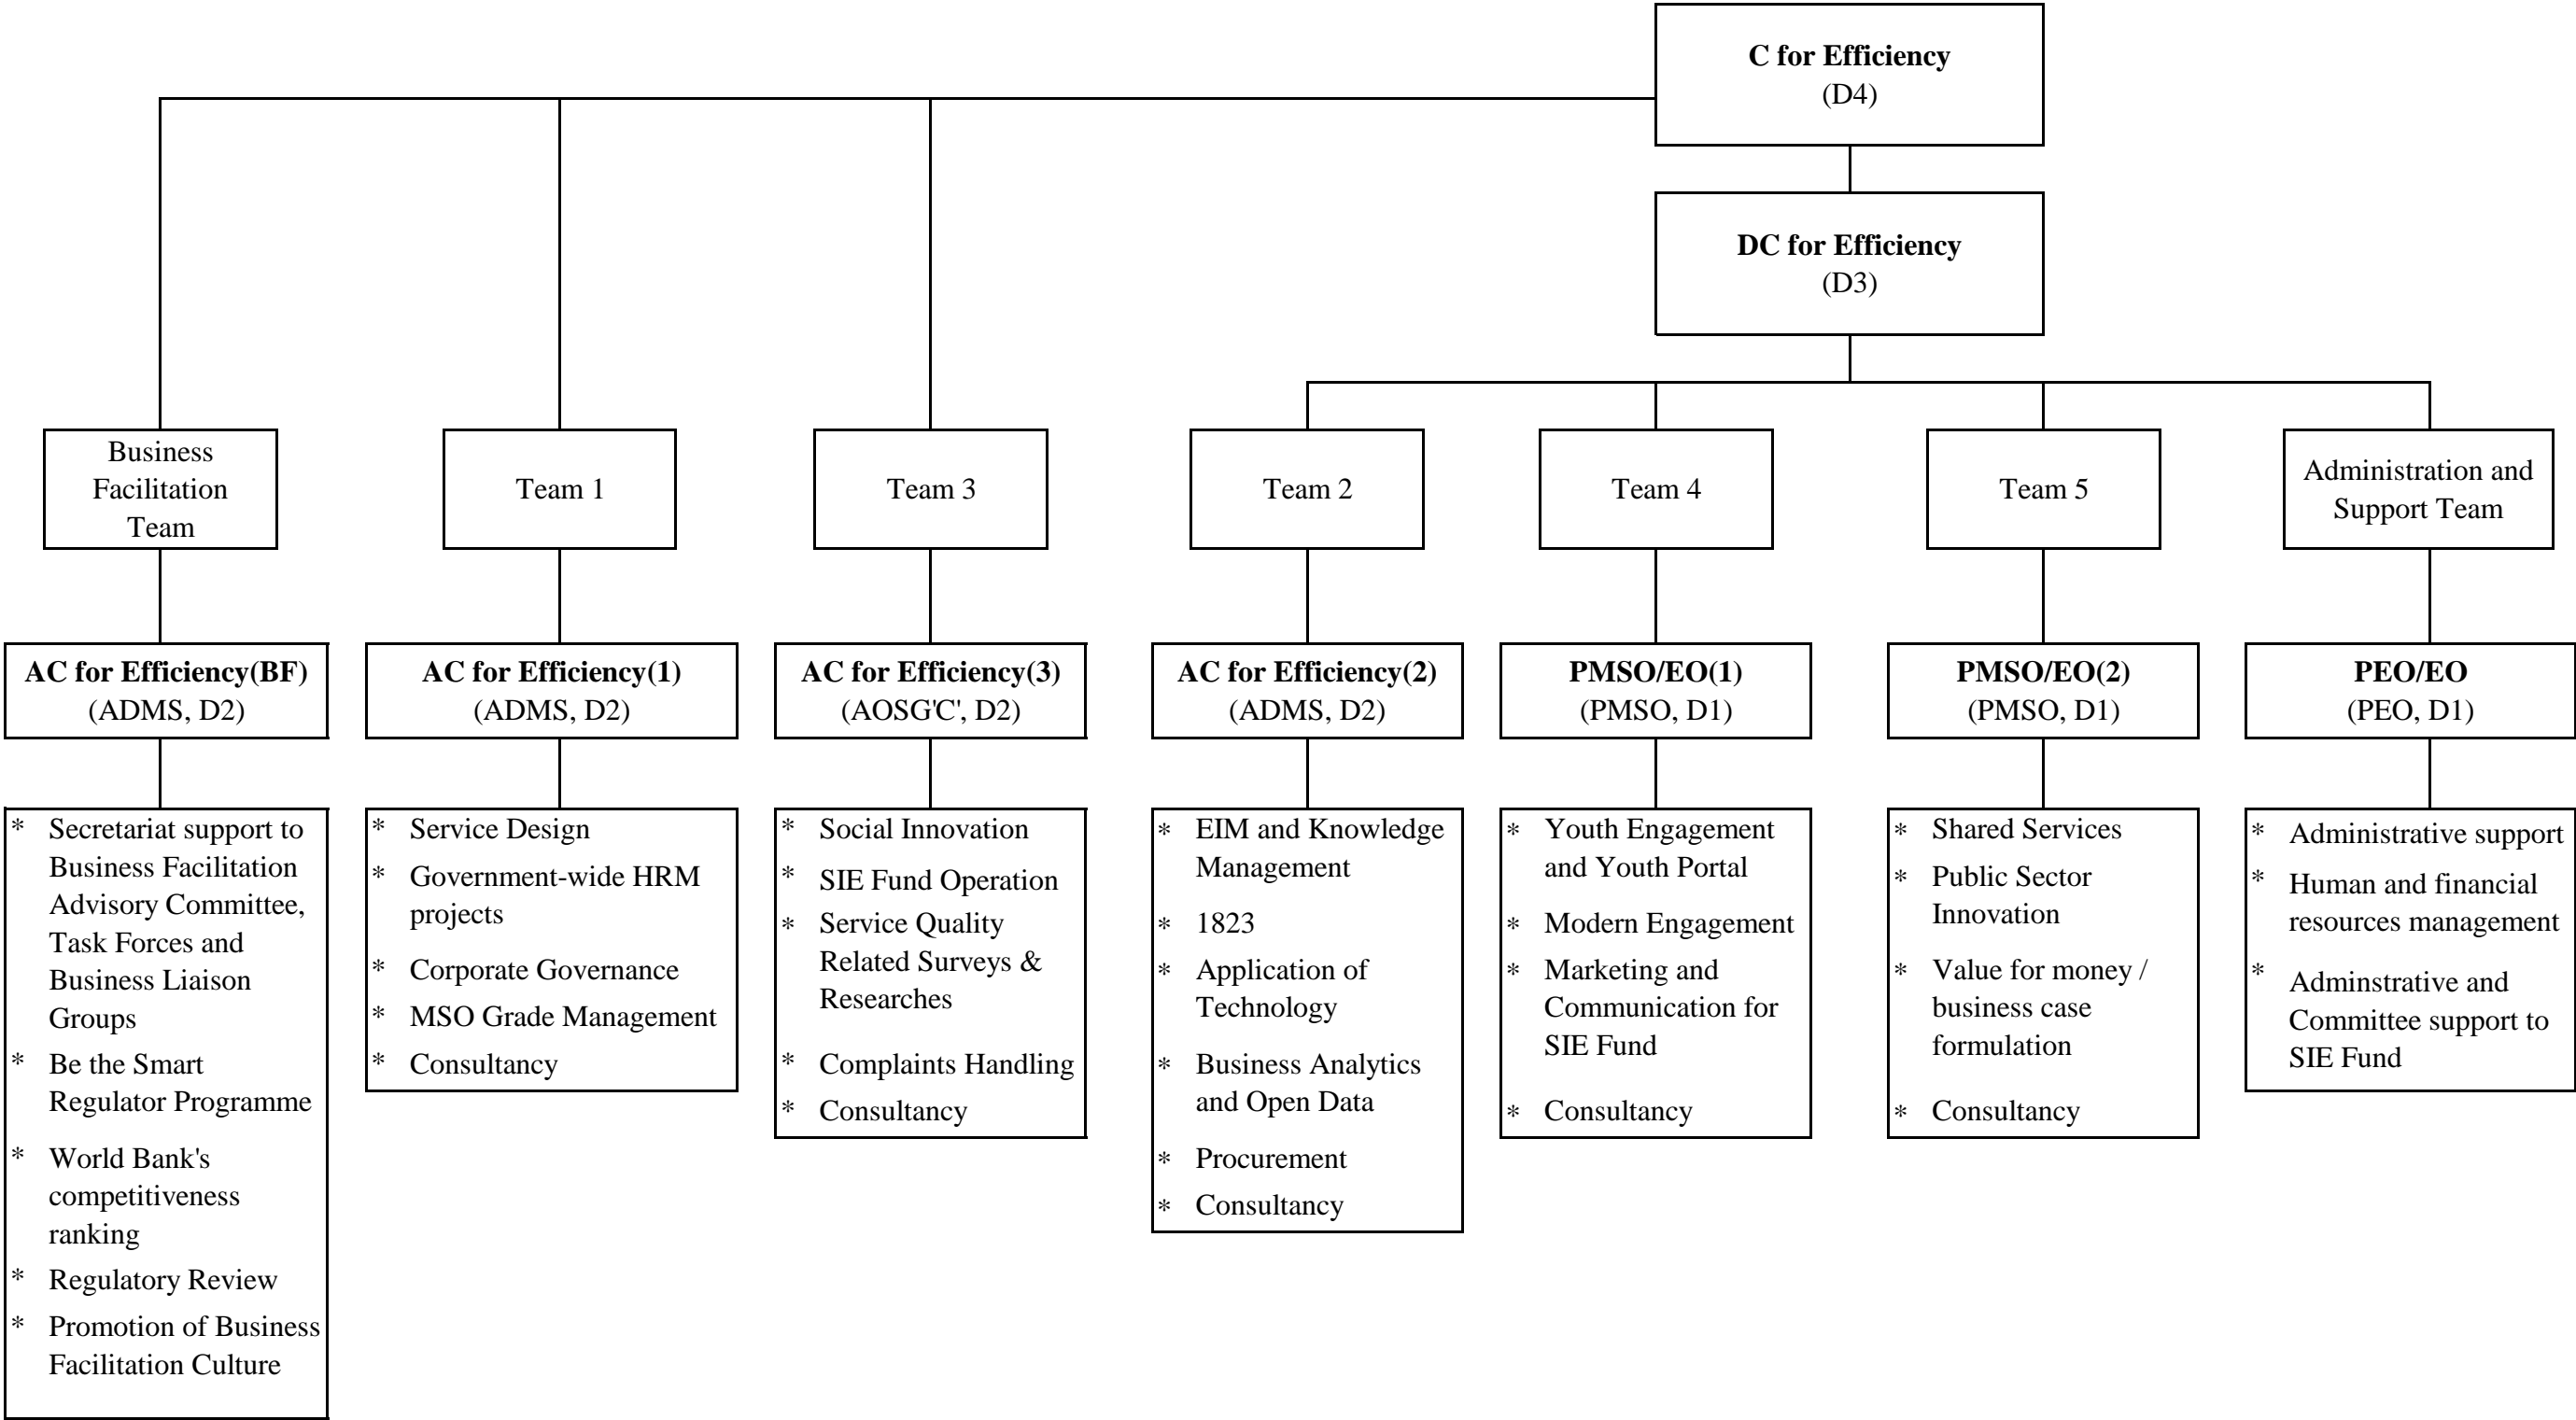 C for Efficiency
(D4)
DC for Efficiency
(D3)
Business
Facilitation
Team
Team 1
Team 3
Team 2
Team 4
Team 5
Administration and
Support Team
AC for Efficiency(BF)
(ADMS, D2)
AC for Efficiency(1)
(ADMS, D2)
AC for Efficiency(3)
(AOSG'C', D2)
AC for Efficiency(2)
(ADMS, D2)
PMSO/EO(1)
(PMSO, D1)
PMSO/EO(2)
(PMSO, D1)
PEO/EO
(PEO, D1)
* Secretariat support to
Business Facilitation
Advisory Committee,
Task Forces and
Business Liaison
Groups
* Be the Smart
Regulator Programme
* World Bank's
competitiveness
ranking
* Regulatory Review
* Promotion of Business
Facilitation Culture
* Service Design
* Government-wide HRM
projects
* Corporate Governance
* MSO Grade Management
* Consultancy
* Social Innovation
* SIE Fund Operation
* Service Quality
Related Surveys &
Researches
* Complaints Handling
* Consultancy
* EIM and Knowledge
Management
* 1823
* Application of
Technology
* Business Analytics
and Open Data
* Procurement
* Consultancy
* Youth Engagement
and Youth Portal
* Modern Engagement
* Marketing and
Communication for
SIE Fund
* Consultancy
* Shared Services
* Public Sector
Innovation
* Value for money /
business case
formulation
* Consultancy
* Administrative support
* Human and financial
resources management
* Adminstrative and
Committee support to
SIE Fund